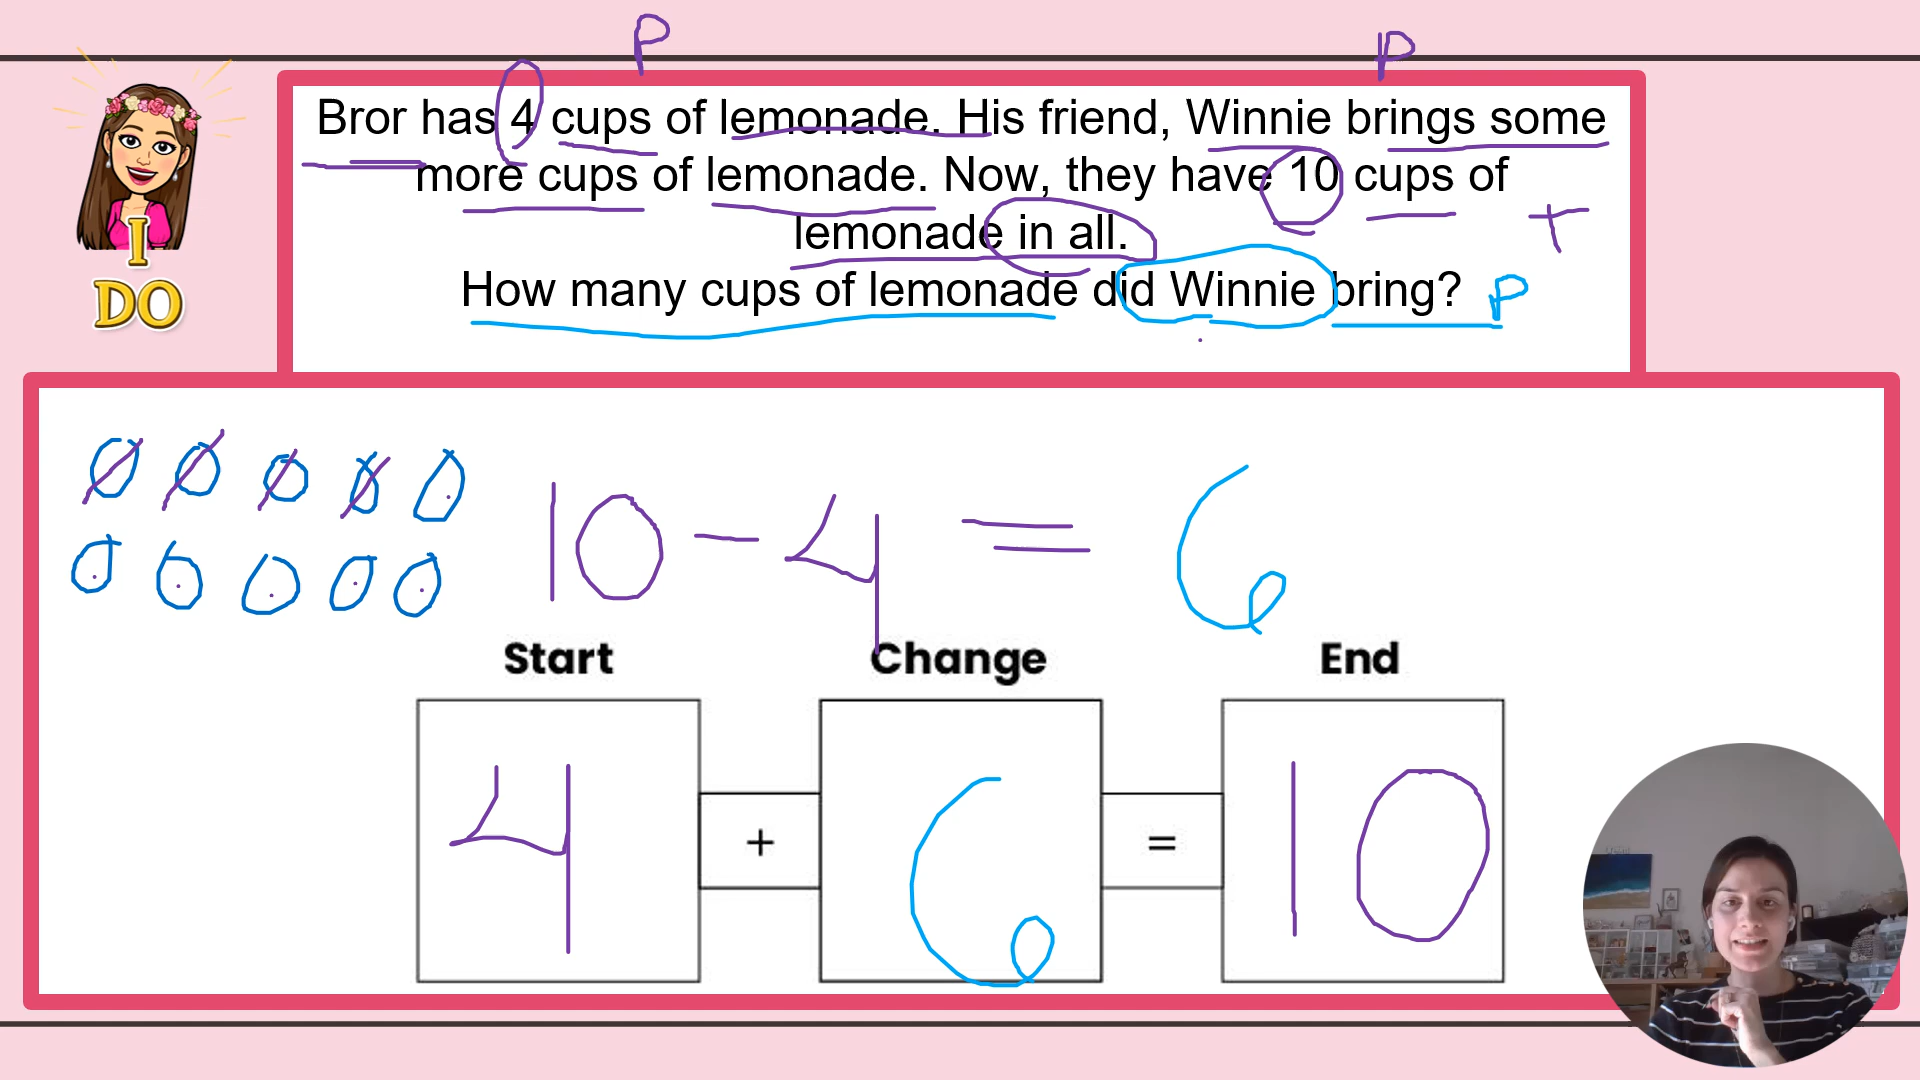 P P
Bror has 4 cups of lemonade. His friend, Winnie brings some
more cups of lemonade. Now, they have 10 cups of
lemonade in all.
+
How many cups of lemonade did Winnie bring? P
I
DO
10 - 4 = 6
Start Change End
4 + 6 = 10